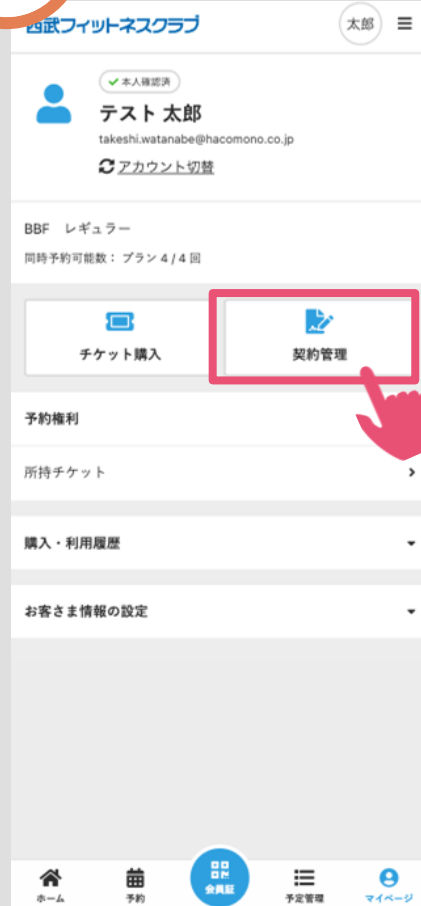 西武フィットネスクラブ
太郎
本人確認済
テスト 太郎
takeshi.watanabe@hacomono.co.jp
アカウント切替
BBF レギュラー
同時予約可能数： プラン 4 / 4 回
チケット購入
契約管理
予約権利
所持チケット
購入・利用履歴
お客さま情報の設定
ホーム
予約
会員証
予定管理
マイページ